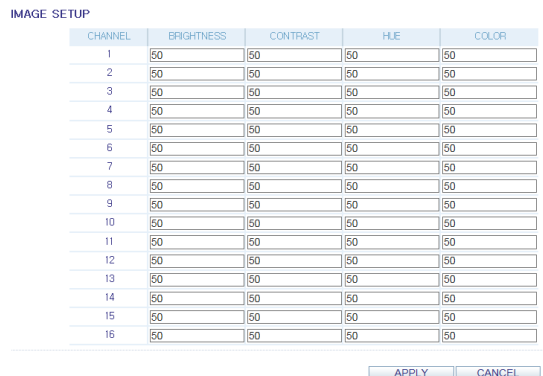 IMAGE SETUP
CHANNEL BRIGHTNESS CONTRAST HUE COLOR
1 50 50 50 50
2 50 50 50 50
3 50 50 50 50
4 50 50 50 50
5 50 50 50 50
6 50 50 50 50
7 50 50 50 50
8 50 50 50 50
9 50 50 50 50
10 50 50 50 50
11 50 50 50 50
12 50 50 50 50
13 50 50 50 50
14 50 50 50 50
15 50 50 50 50
16 50 50 50 50
APPLY CANCEL